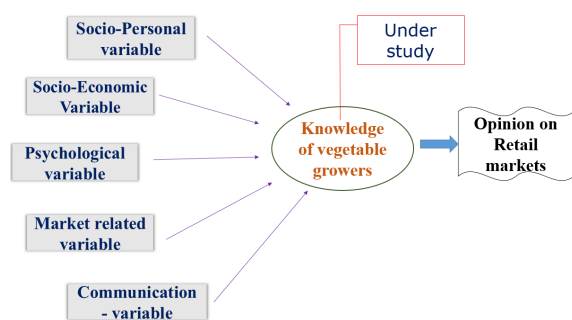 Socio-Personal
variable
Under
study
Socio-Economic
Variable
Knowledge
of vegetable
growers
Opinion on
Retail
markets
Psychological
variable
Market related
variable
Communication
- variable